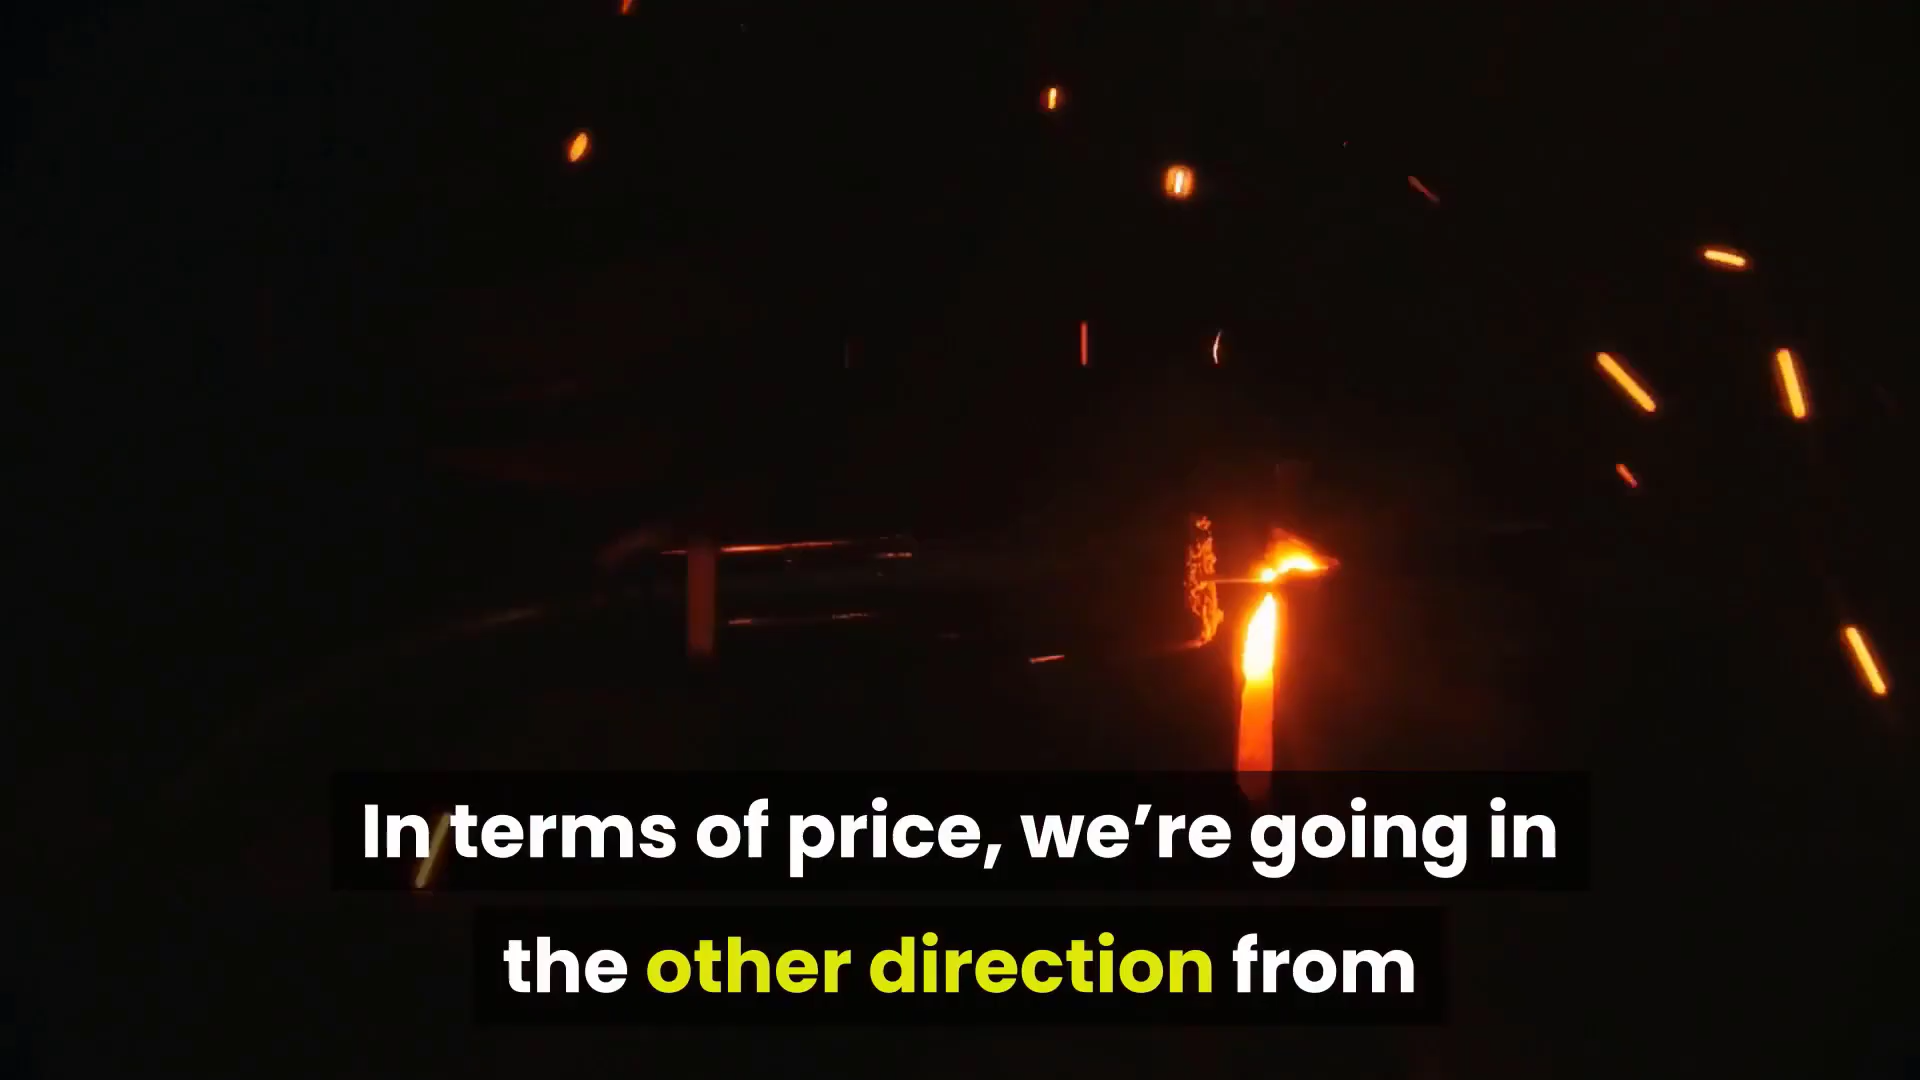 In terms of price, we’re going in
the other direction from